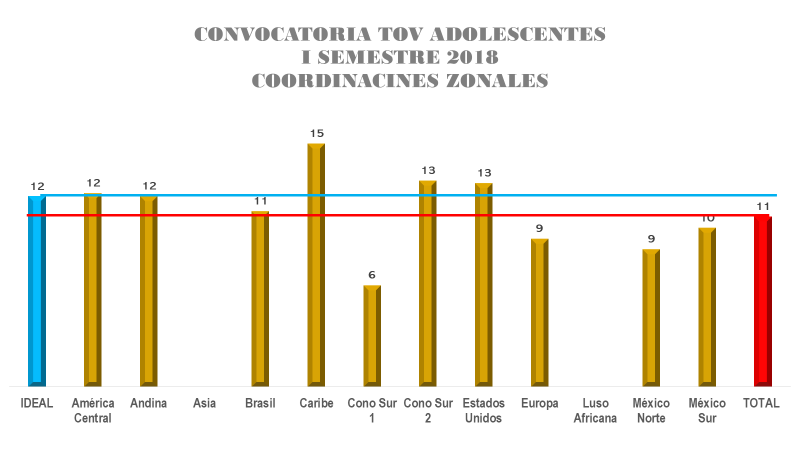 CONVOCATORIA TOV ADOLESCENTES
I SEMESTRE 2018
COORDINACINES ZONALES
15
13
13
12
12
12
11
11
10
9
9
6
IDEAL
América Central
Andina
Asia
Brasil
Caribe
Cono Sur 1
Cono Sur 2
Estados Unidos
Europa
Luso Africana
México Norte
México Sur
TOTAL